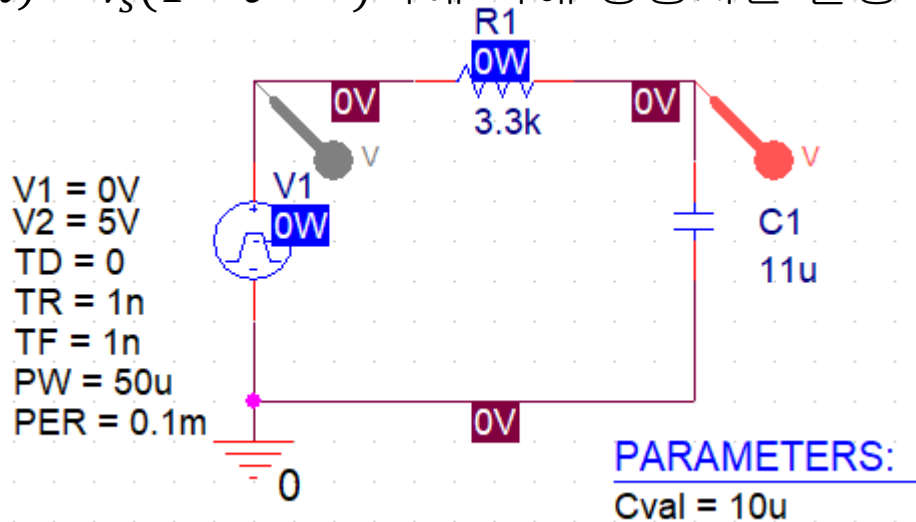 R1
0W
3.3k
0V
0V
V
V
V1 = 0V
V2 = 5V
TD = 0
TR = 1n
TF = 1n
PW = 50u
PER = 0.1m
V1
0W
C1
11u
0V
0
PARAMETERS:
Cval = 10u